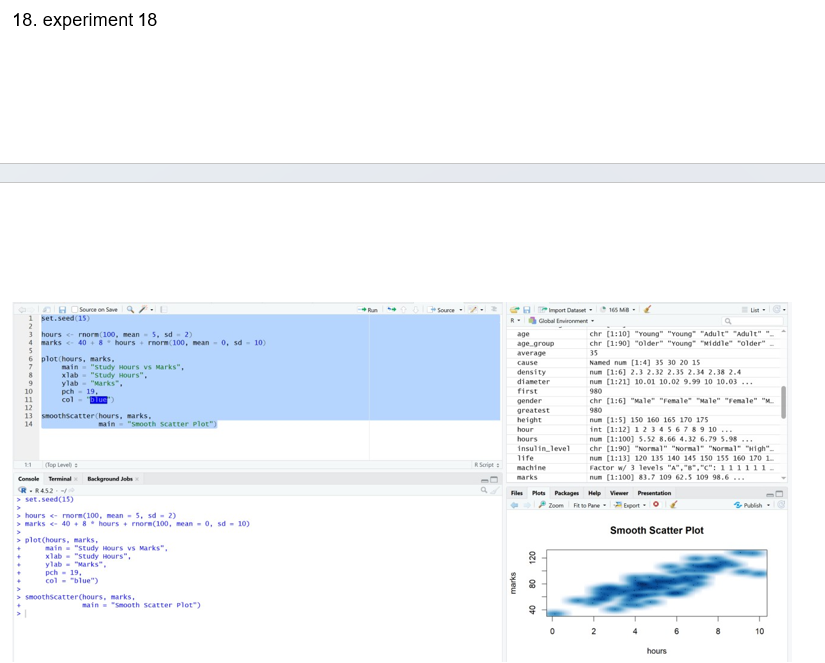 18. experiment 18
Source on Save
Run
Source
1 set.seed(15)
2
3 hours <- rnorm(100, mean = 5, sd = 2)
4 marks <- 40 + 8 * hours + rnorm(100, mean = 0, sd = 10)
5
6 plot(hours, marks,
7 main = "Study Hours vs Marks",
8 xlab = "Study Hours",
9 ylab = "Marks",
10 pch = 19,
11 col = "blue")
12
13 smoothScatter(hours, marks,
14 main = "Smooth Scatter Plot")
1:1 (Top Level) R Script
Console Terminal Background Jobs
R 4.5.2 · ~/
> set.seed(15)
>
> hours <- rnorm(100, mean = 5, sd = 2)
> marks <- 40 + 8 * hours + rnorm(100, mean = 0, sd = 10)
>
> plot(hours, marks,
+ main = "Study Hours vs Marks",
+ xlab = "Study Hours",
+ ylab = "Marks",
+ pch = 19,
+ col = "blue")
>
> smoothScatter(hours, marks,
+ main = "Smooth Scatter Plot")
>
Import Dataset 165 MiB List
R Global Environment
age chr [1:10] "Young" "Young" "Adult" "Adult" "…
age_group chr [1:90] "Older" "Young" "Middle" "Older" …
average 35
cause Named num [1:4] 35 30 20 15
density num [1:6] 2.3 2.32 2.35 2.34 2.38 2.4
diameter num [1:21] 10.01 10.02 9.99 10 10.03 ...
first 980
gender chr [1:6] "Male" "Female" "Male" "Female" "M…
greatest 980
height num [1:5] 150 160 165 170 175
hour int [1:12] 1 2 3 4 5 6 7 8 9 10 ...
hours num [1:100] 5.52 8.66 4.32 6.79 5.98 ...
insulin_level chr [1:90] "Normal" "Normal" "Normal" "High"…
life num [1:13] 120 135 140 145 150 155 160 170 1…
machine Factor w/ 3 levels "A","B","C": 1 1 1 1 1 1 …
marks num [1:100] 83.7 109 62.5 109 98.6 ...
Files Plots Packages Help Viewer Presentation
Zoom Fit to Pane Export Publish
Smooth Scatter Plot
marks
120
80
40
0 2 4 6 8 10
hours